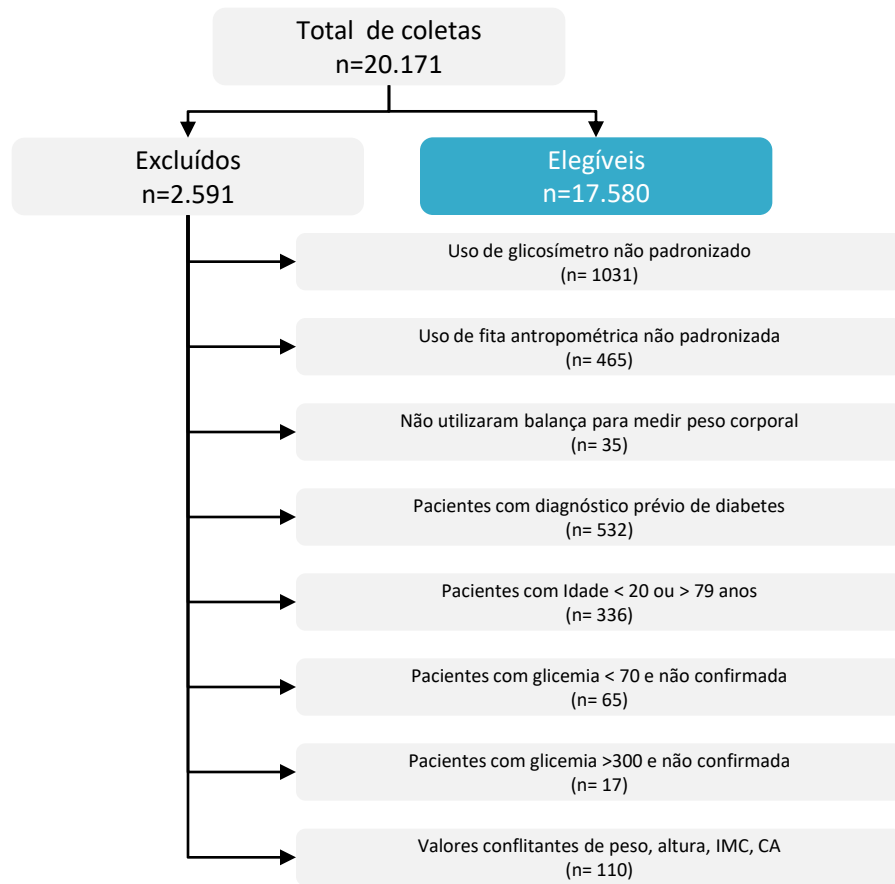 Total de coletas
n=20.171
Excluídos
n=2.591
Elegíveis
n=17.580
Uso de glicosímetro não padronizado
(n= 1031)
Uso de fita antropométrica não padronizada
(n= 465)
Não utilizaram balança para medir peso corporal
(n= 35)
Pacientes com diagnóstico prévio de diabetes
(n= 532)
Pacientes com Idade < 20 ou > 79 anos
(n= 336)
Pacientes com glicemia < 70 e não confirmada
(n= 65)
Pacientes com glicemia >300 e não confirmada
(n= 17)
Valores conflitantes de peso, altura, IMC, CA
(n= 110)